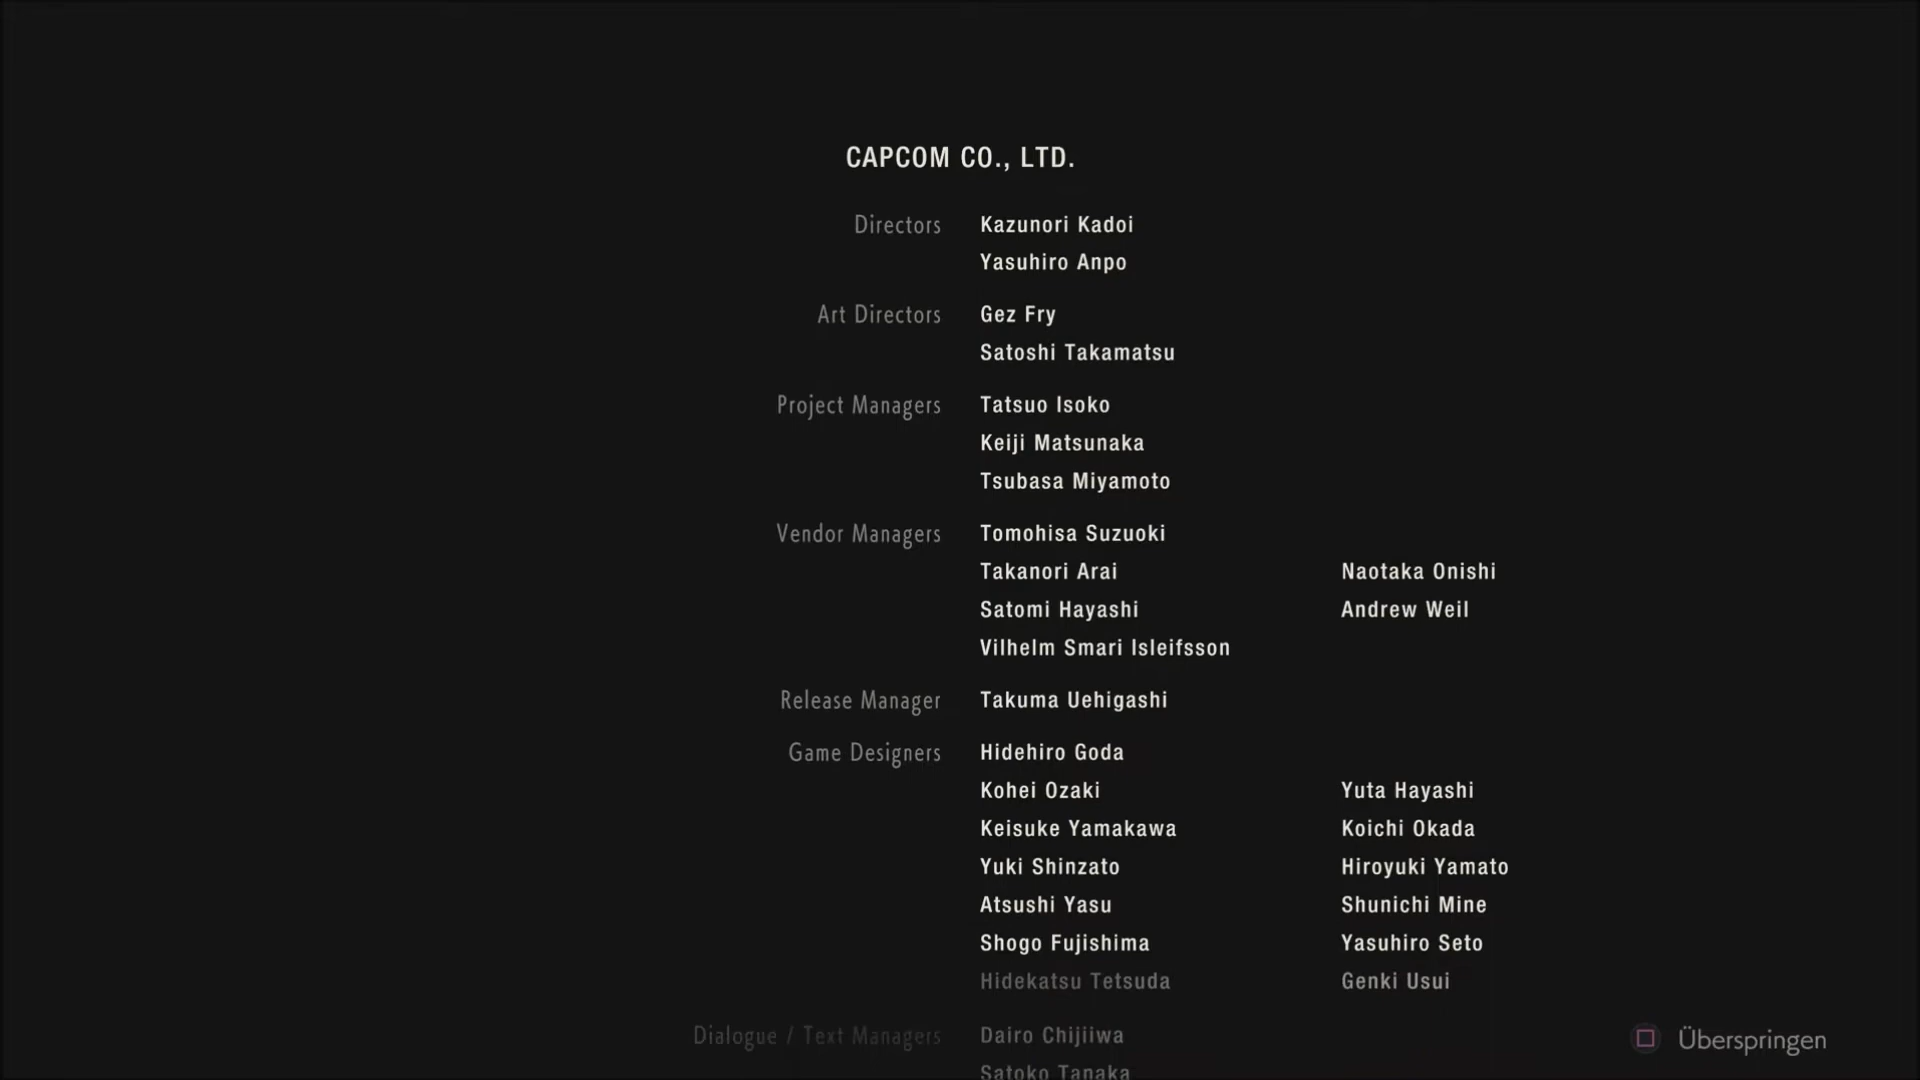 CAPCOM CO., LTD.
Directors Kazunori Kadoi
Yasuhiro Anpo
Art Directors Gez Fry
Satoshi Takamatsu
Project Managers Tatsuo Isoko
Keiji Matsunaka
Tsubasa Miyamoto
Vendor Managers Tomohisa Suzuoki
Takanori Arai Naotaka Onishi
Satomi Hayashi Andrew Weil
Vilhelm Smari Isleifsson
Release Manager Takuma Uehigashi
Game Designers Hidehiro Goda
Kohei Ozaki Yuta Hayashi
Keisuke Yamakawa Koichi Okada
Yuki Shinzato Hiroyuki Yamato
Atsushi Yasu Shunichi Mine
Shogo Fujishima Yasuhiro Seto
Hidekatsu Tetsuda Genki Usui
Dialogue / Text Managers Dairo Chijiiwa
Überspringen
Satoko Tanaka